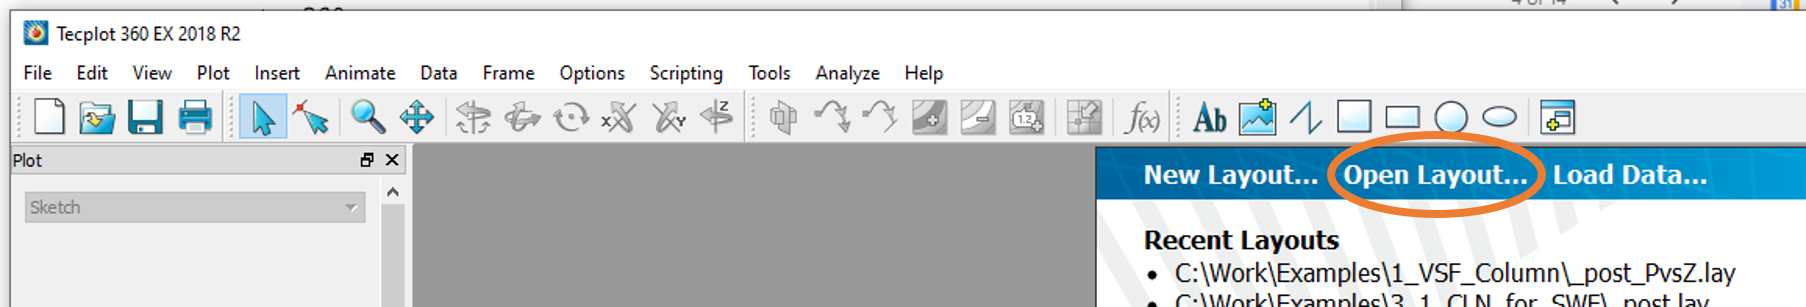 Tecplot 360 EX 2018 R2
File Edit View Plot Insert Animate Data Frame Options Scripting Tools Analyze Help
Ab
Plot
New Layout... Open Layout... Load Data...
Sketch
Recent Layouts
• C:\Work\Examples\1_VSF_Column\_post_PvsZ.lay
• C:\Work\Examples\3_1_CLN_for_SWF\_post.lay